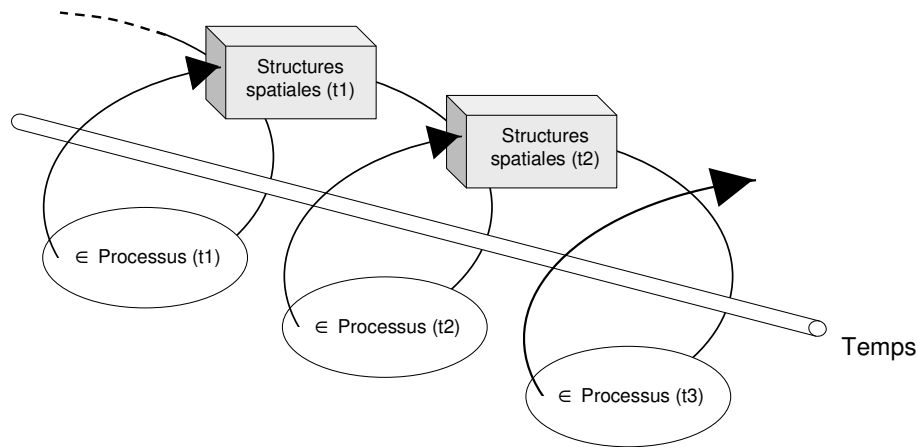 Structures
spatiales (t1)
Structures
spatiales (t2)
∈ Processus (t1)
∈ Processus (t2)
Temps
∈ Processus (t3)